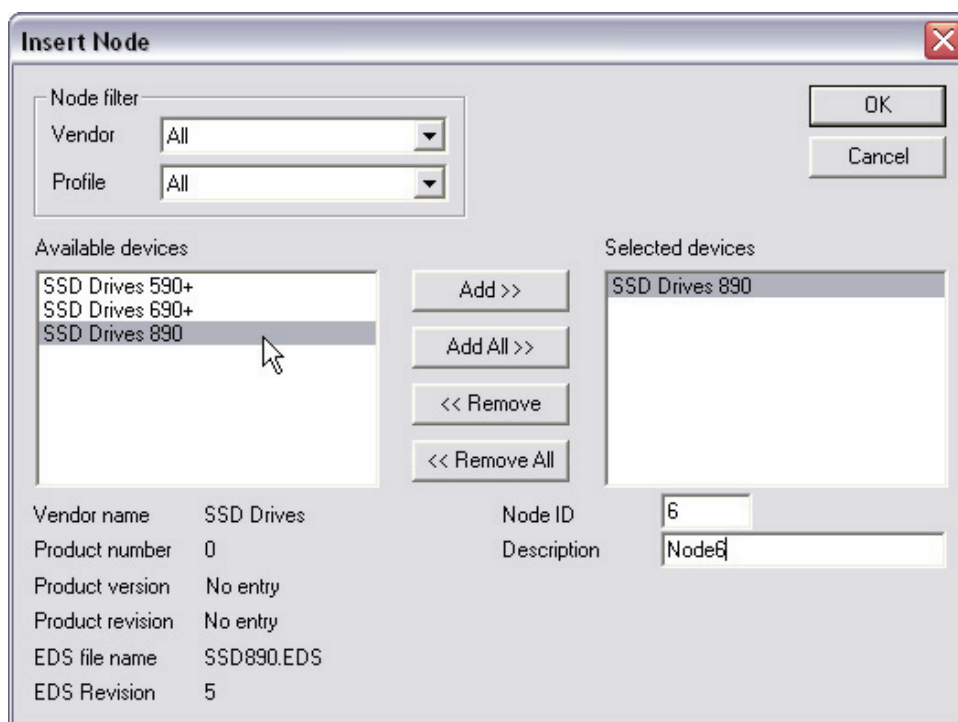 Insert Node
Node filter
Vendor All
Profile All
OK
Cancel
Available devices
SSD Drives 590+
SSD Drives 690+
SSD Drives 890
Add >>
Add All >>
<< Remove
<< Remove All
Selected devices
SSD Drives 890
Vendor name SSD Drives
Product number 0
Product version No entry
Product revision No entry
EDS file name SSD890.EDS
EDS Revision 5
Node ID 6
Description Node6